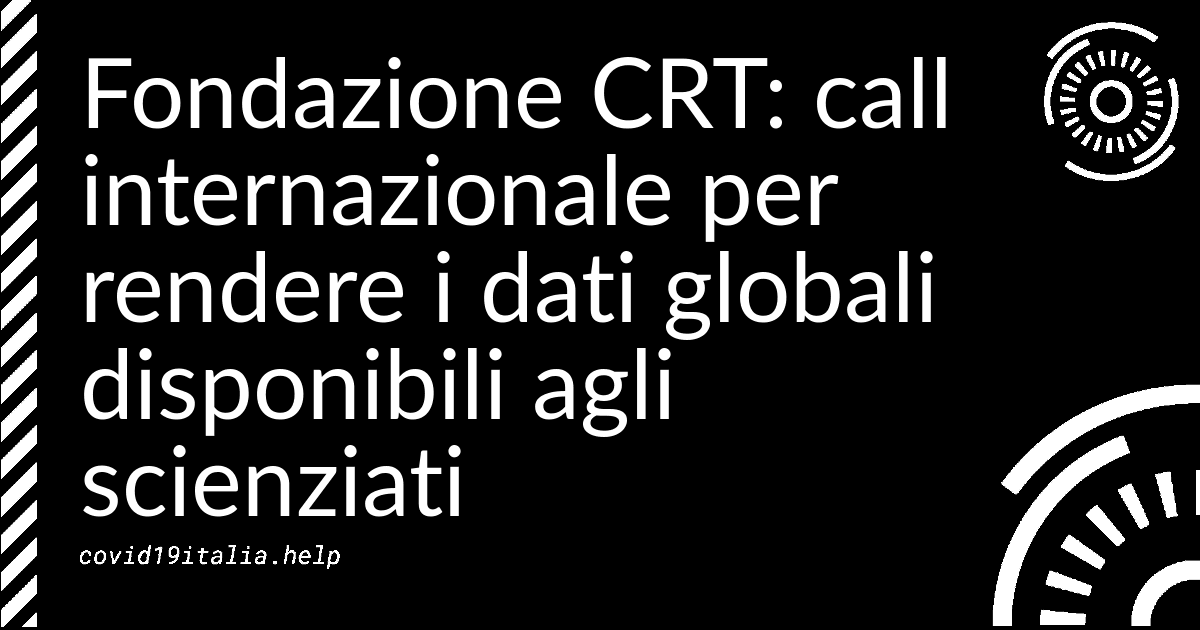 Fondazione CRT: call
internazionale per
rendere i dati globali
disponibili agli
scienziati
covid19italia.help